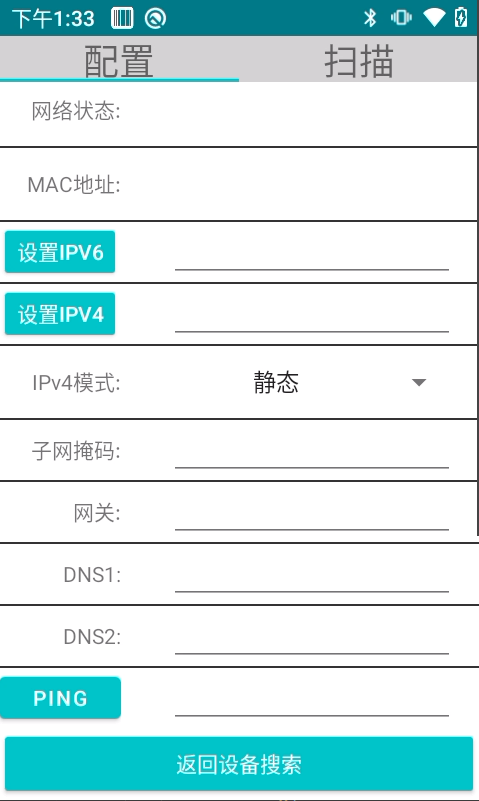 下午1:33
配置 扫描
网络状态:
MAC地址:
设置IPV6
设置IPV4
IPv4模式: 静态
子网掩码:
网关:
DNS1:
DNS2:
PING
返回设备搜索